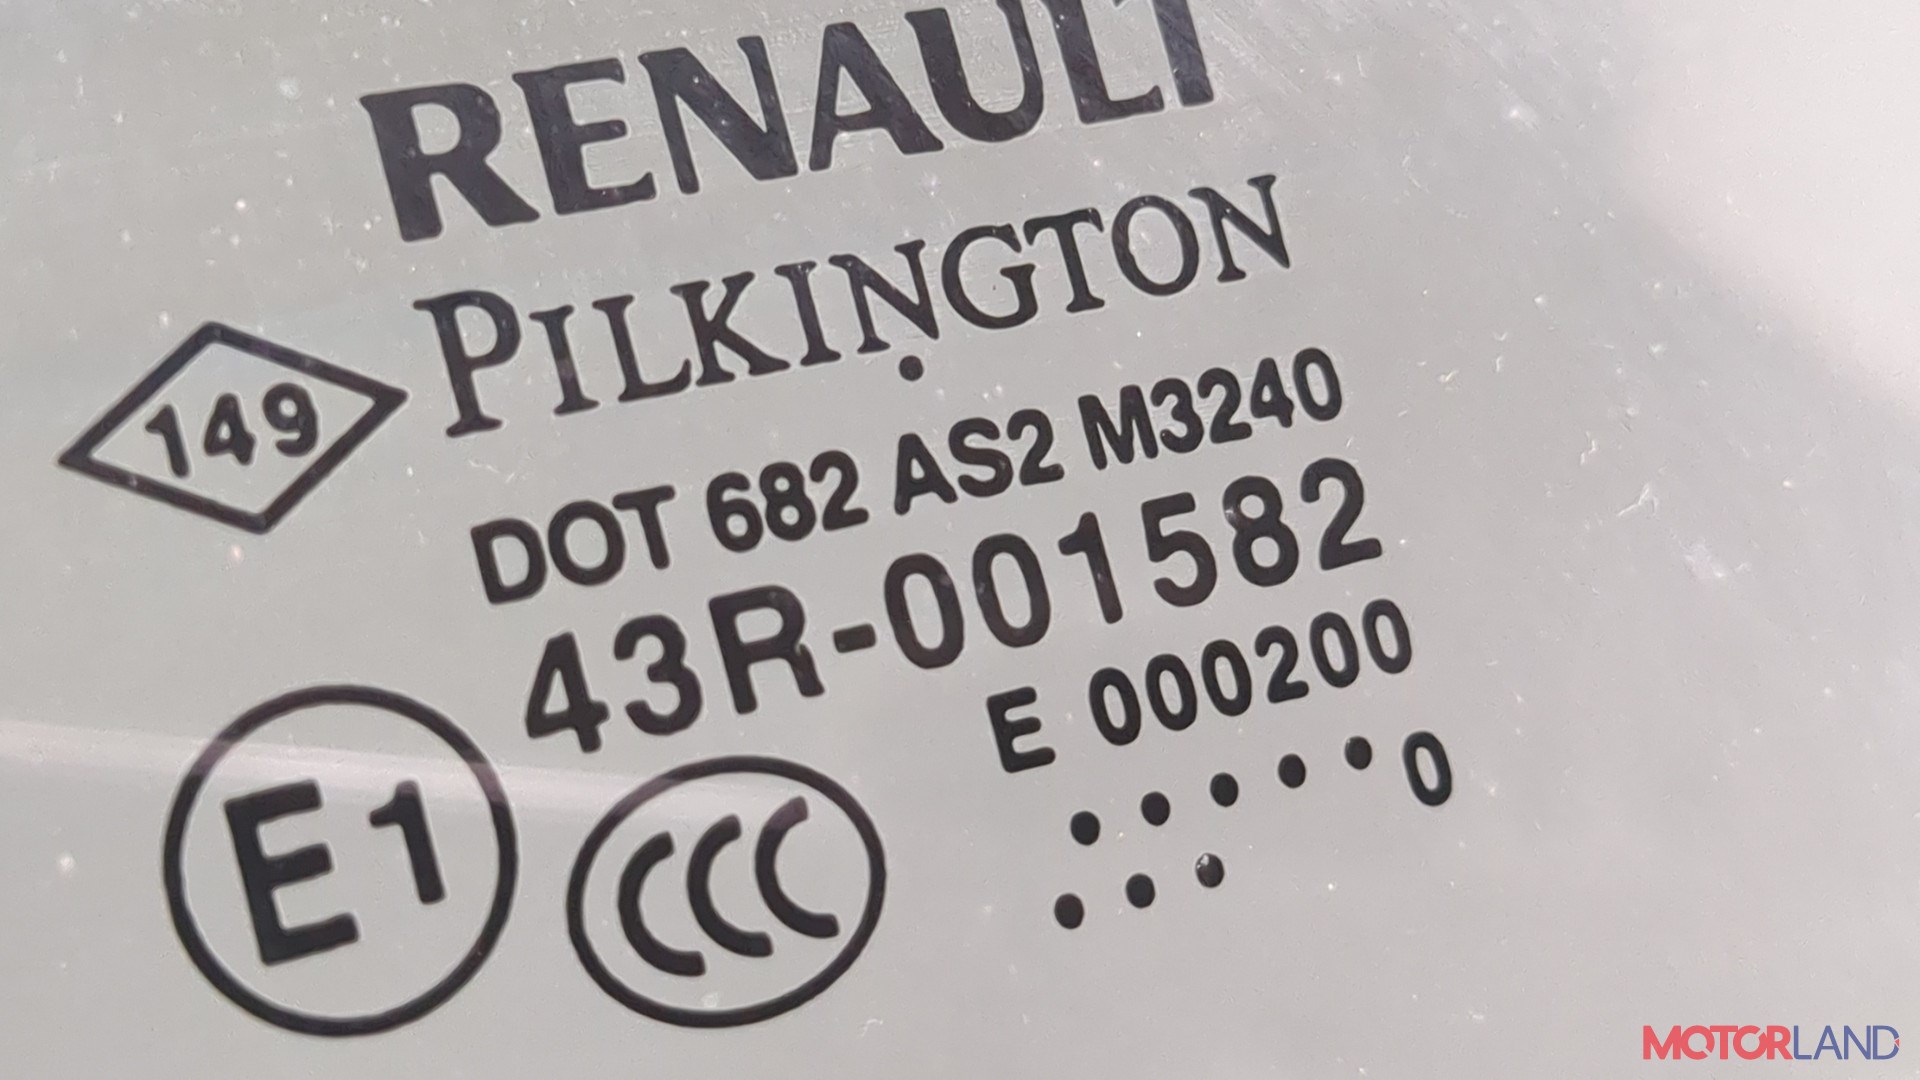 RENAULT
PILKINGTON
149
DOT 682 AS2 M3240
43R-001582
E 000200
E1
CCC
.....0
...
MOTORLAND